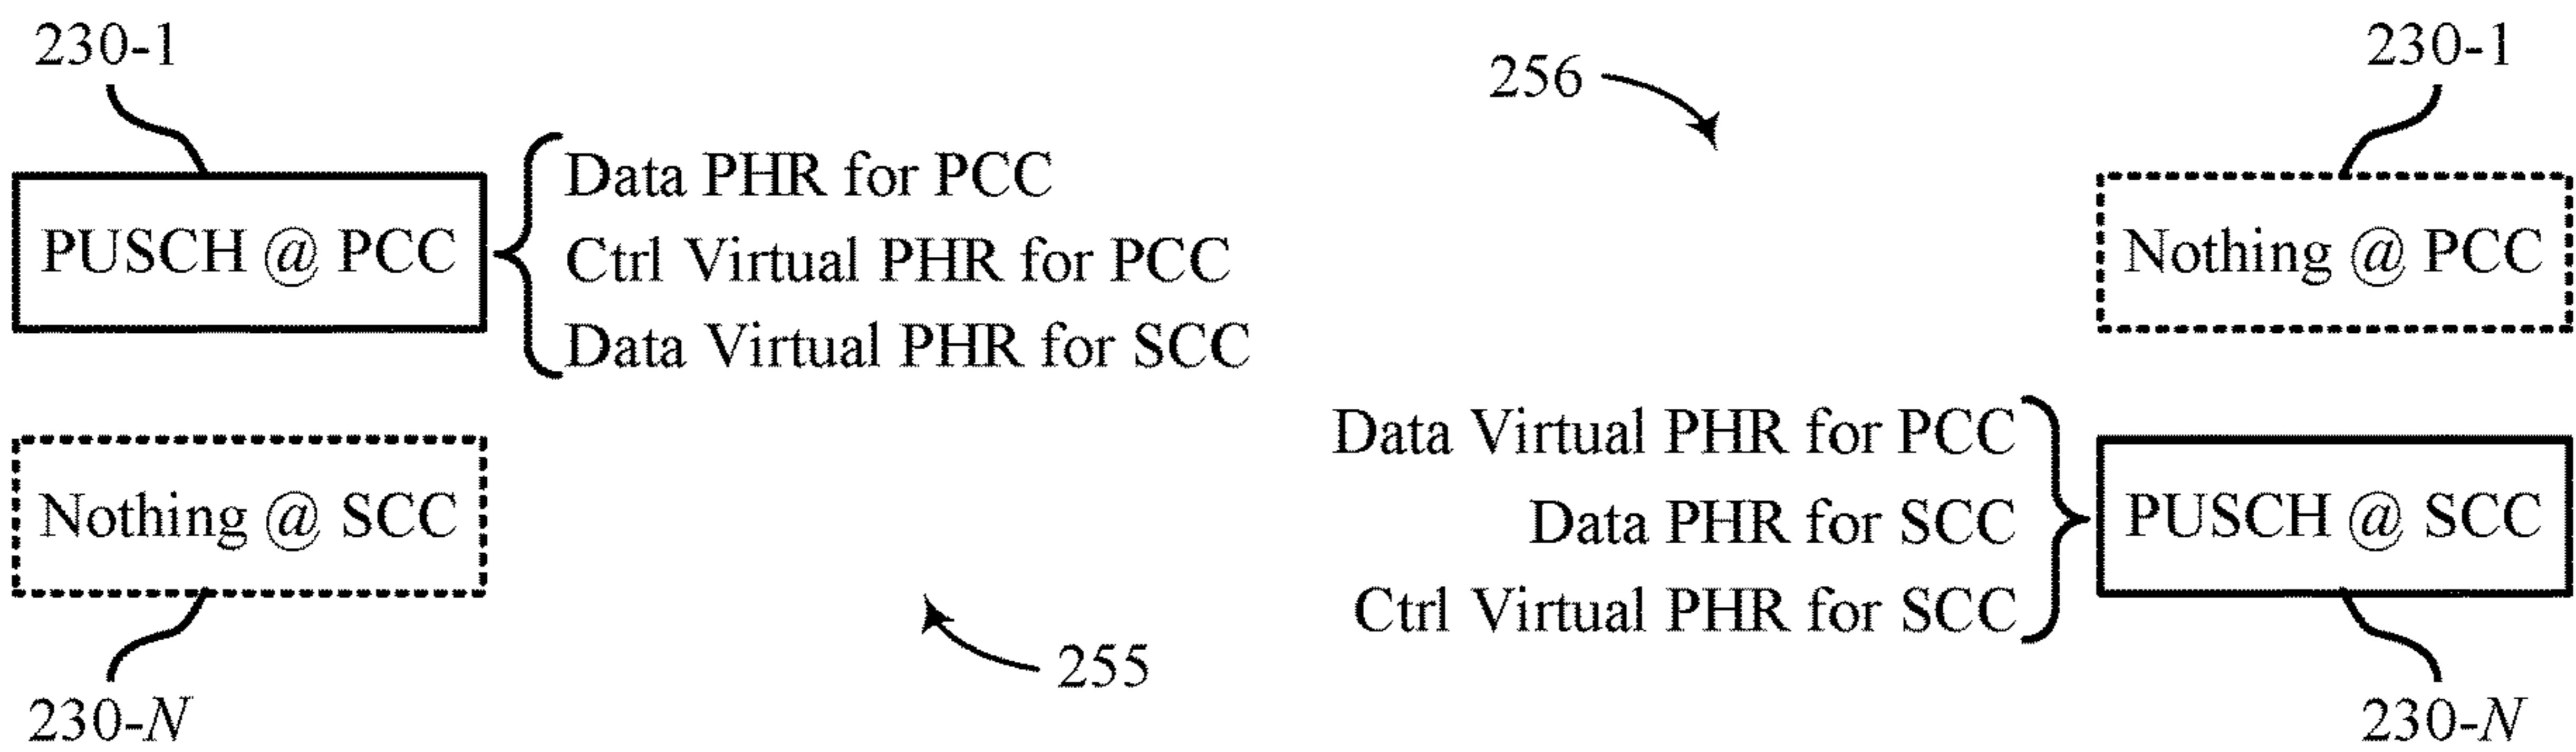 230-1
PUSCH @ PCC
Data PHR for PCC
Ctrl Virtual PHR for PCC
Data Virtual PHR for SCC
Nothing @ SCC
230-N
255
256
230-1
Nothing @ PCC
Data Virtual PHR for PCC
Data PHR for SCC
Ctrl Virtual PHR for SCC
PUSCH @ SCC
230-N